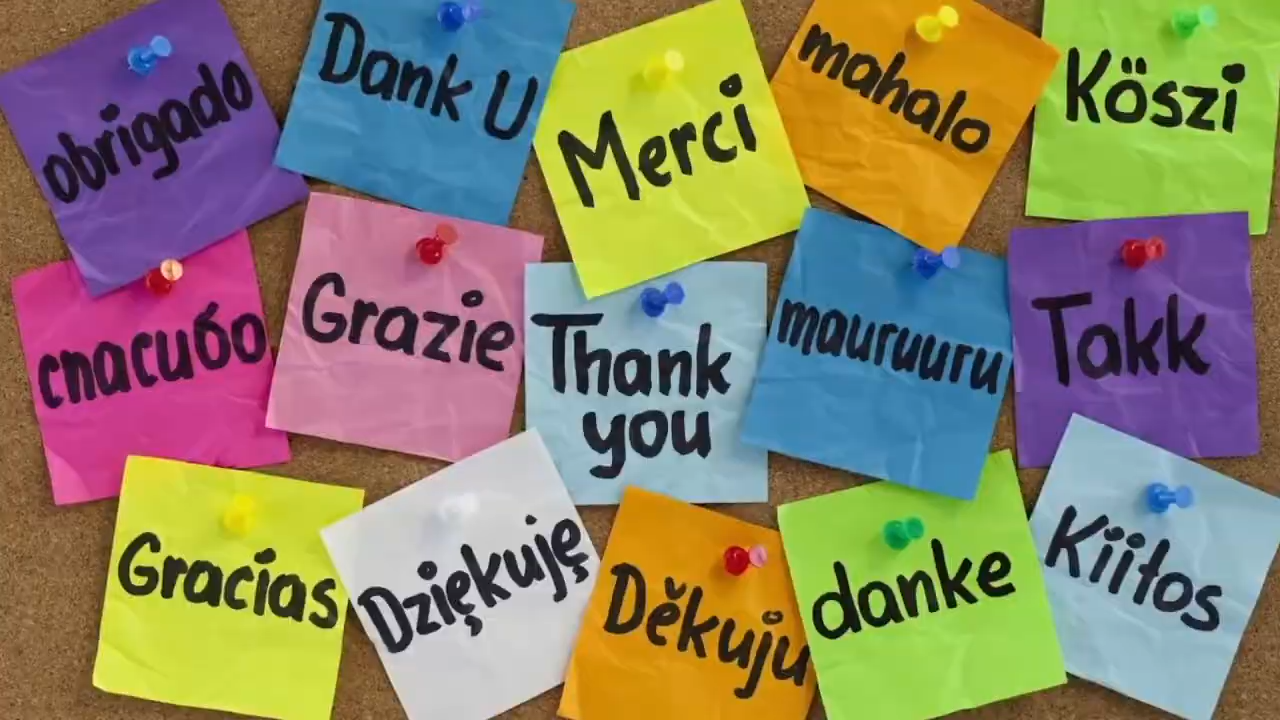 obrigado
Dank U
Merci
mahalo
Köszi
спасибо
Grazie
Thank
you
mauruuru
Takk
Gracias
Dziękuję
Děkuju
danke
Kiitos